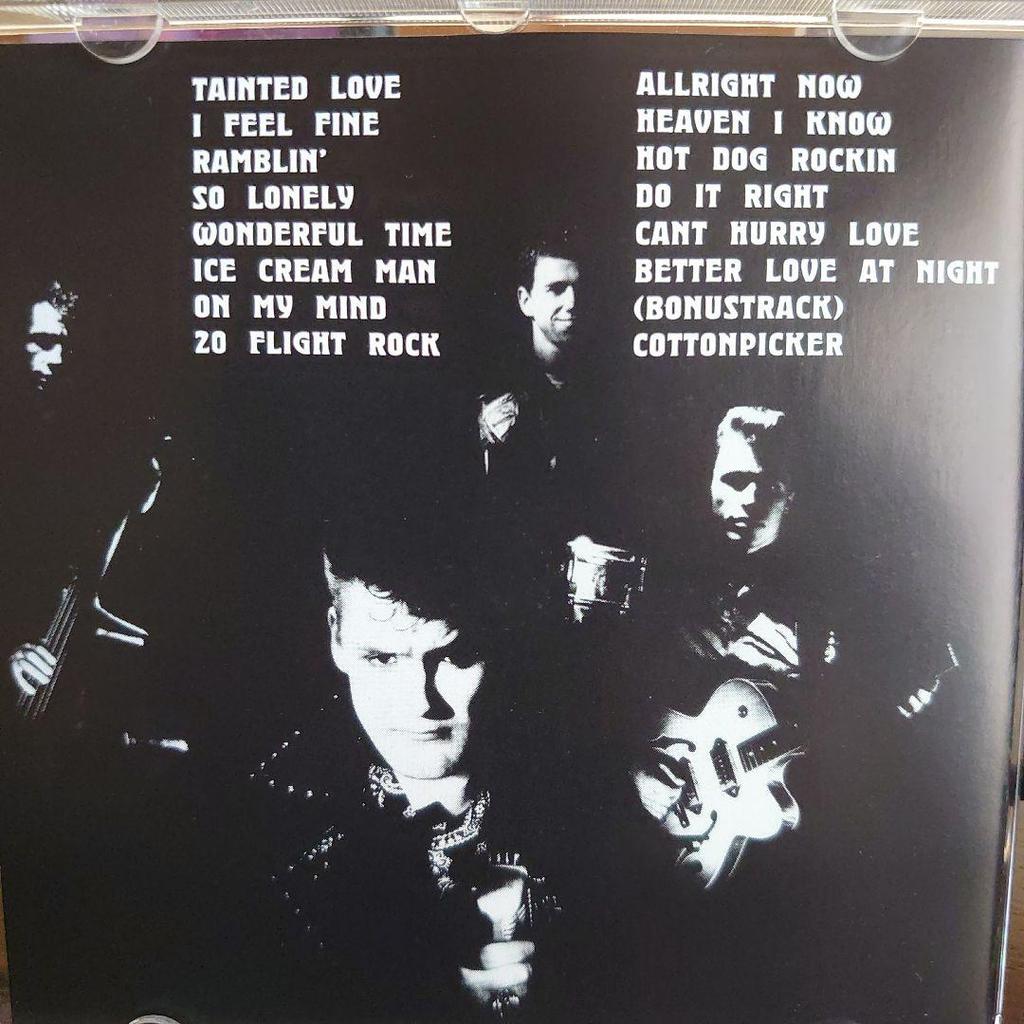 TAINTED LOVE
I FEEL FINE
RAMBLIN'
SO LONELY
WONDERFUL TIME
ICE CREAM MAN
ON MY MIND
20 FLIGHT ROCK
ALLRIGHT NOW
HEAVEN I KNOW
HOT DOG ROCKIN
DO IT RIGHT
CANT HURRY LOVE
BETTER LOVE AT NIGHT
(BONUSTRACK)
COTTONPICKER